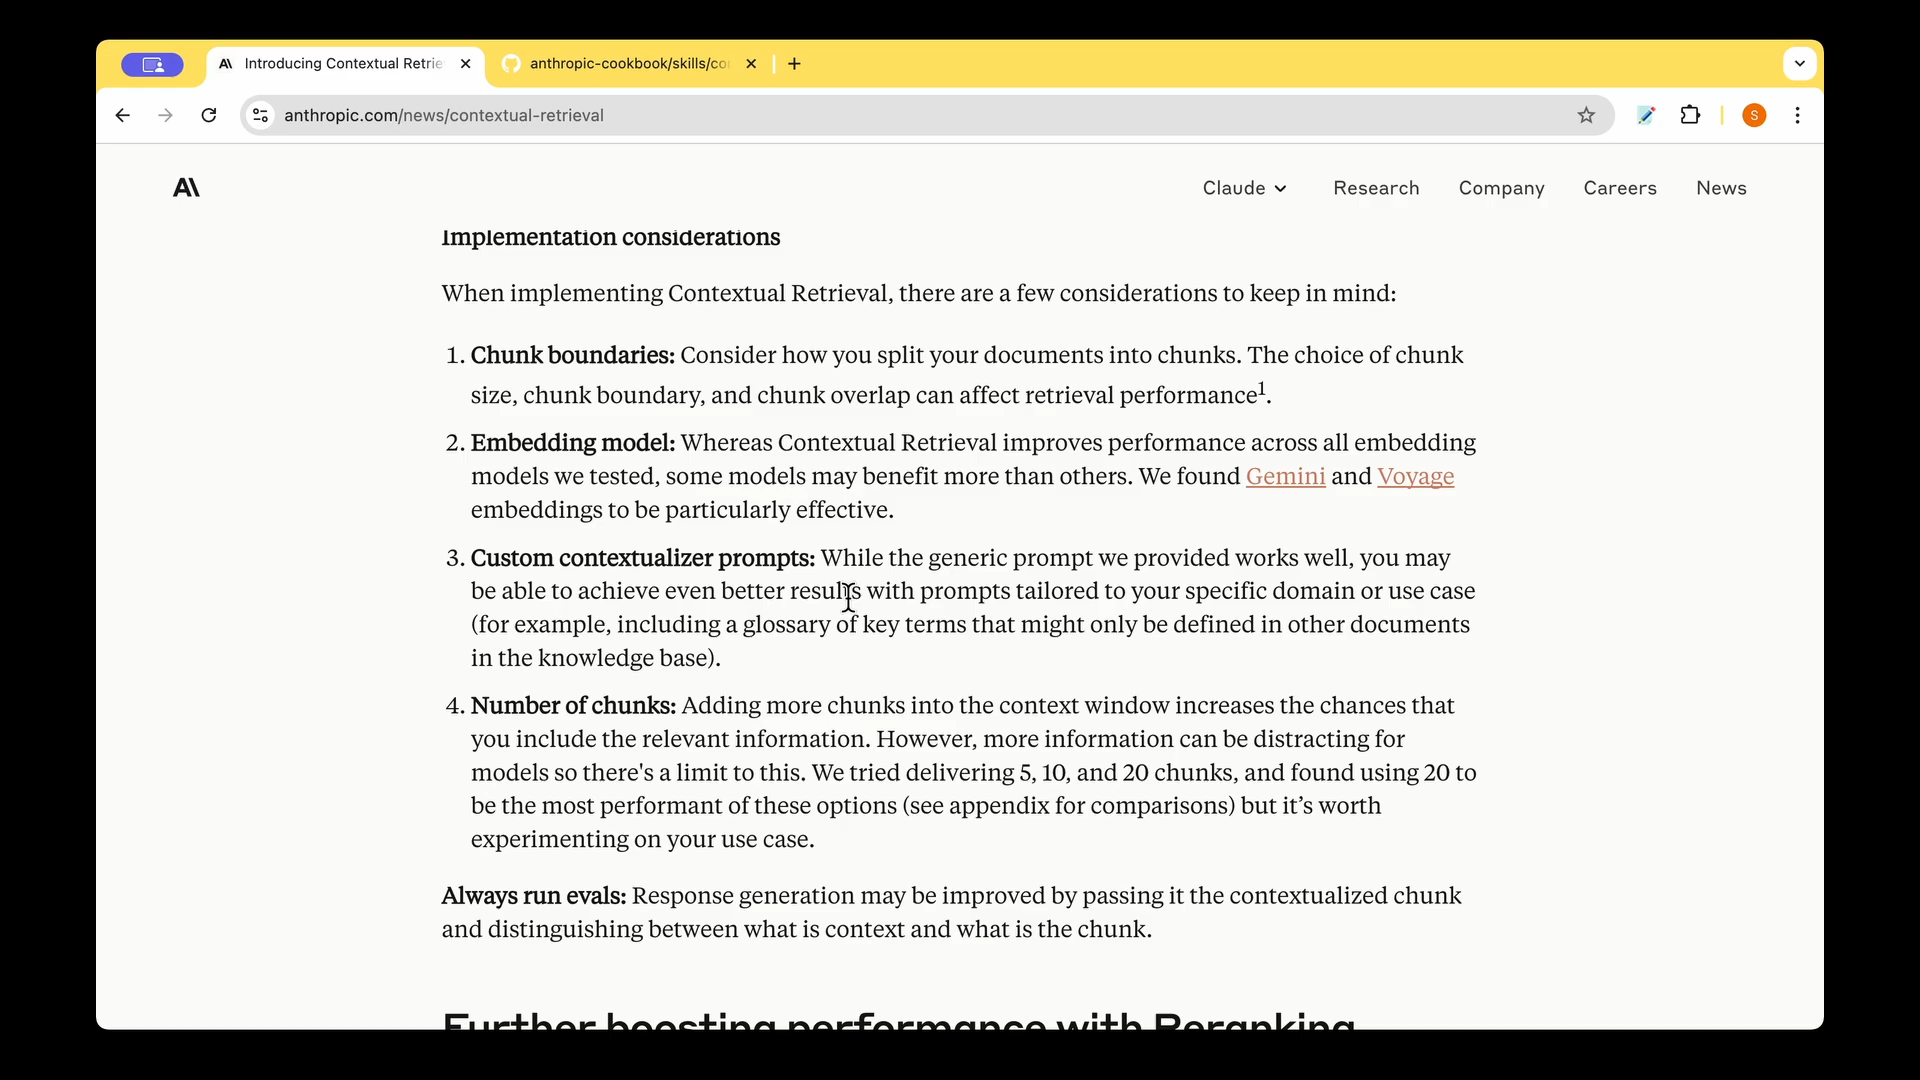 Introducing Contextual Retrie
anthropic-cookbook/skills/co
anthropic.com/news/contextual-retrieval
S
A\
Claude
Research
Company
Careers
News
Implementation considerations
When implementing Contextual Retrieval, there are a few considerations to keep in mind:
1. Chunk boundaries: Consider how you split your documents into chunks. The choice of chunk
size, chunk boundary, and chunk overlap can affect retrieval performance¹.
2. Embedding model: Whereas Contextual Retrieval improves performance across all embedding
models we tested, some models may benefit more than others. We found Gemini and Voyage
embeddings to be particularly effective.
3. Custom contextualizer prompts: While the generic prompt we provided works well, you may
be able to achieve even better results with prompts tailored to your specific domain or use case
(for example, including a glossary of key terms that might only be defined in other documents
in the knowledge base).
4. Number of chunks: Adding more chunks into the context window increases the chances that
you include the relevant information. However, more information can be distracting for
models so there's a limit to this. We tried delivering 5, 10, and 20 chunks, and found using 20 to
be the most performant of these options (see appendix for comparisons) but it’s worth
experimenting on your use case.
Always run evals: Response generation may be improved by passing it the contextualized chunk
and distinguishing between what is context and what is the chunk.
Further boosting performance with Reranking